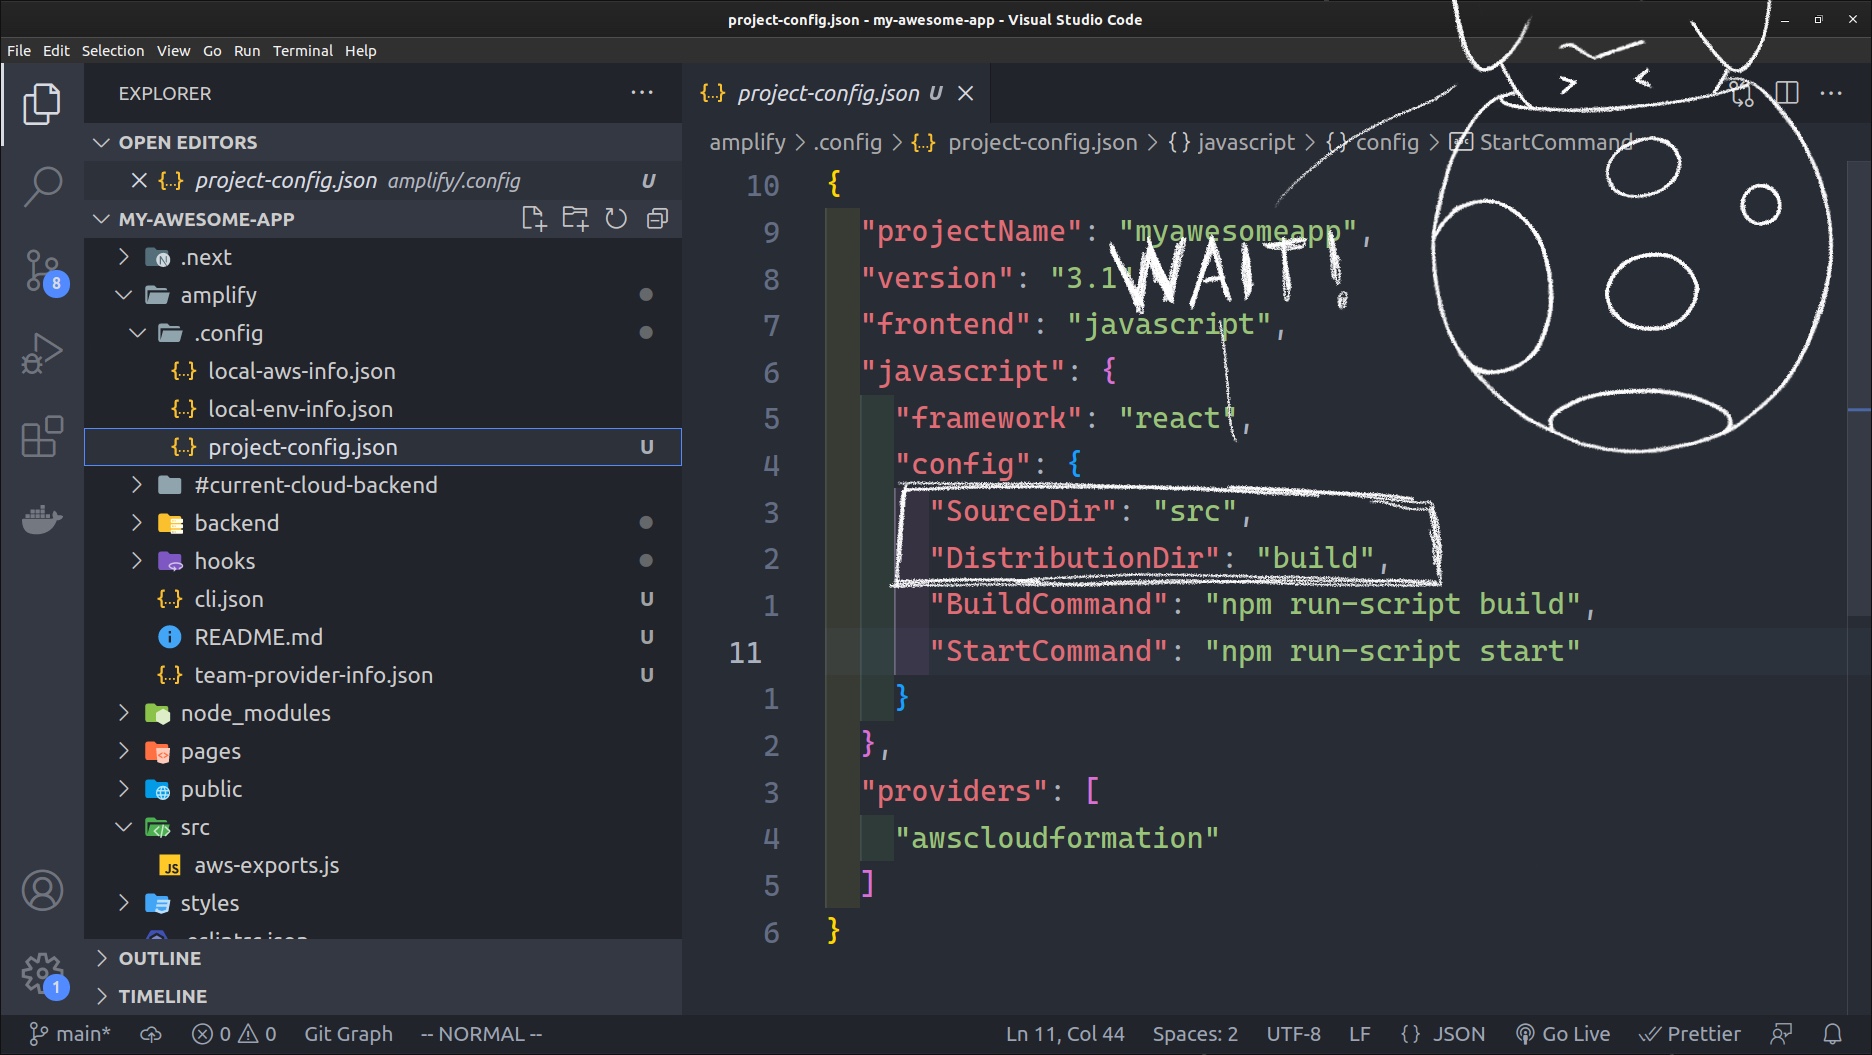 project-config.json - my-awesome-app - Visual Studio Code
File Edit Selection View Go Run Terminal Help
EXPLORER
OPEN EDITORS
project-config.json amplify/.config U
MY-AWESOME-APP
.next
amplify
.config
local-aws-info.json
local-env-info.json
project-config.json U
#current-cloud-backend
backend
hooks
cli.json U
README.md U
team-provider-info.json U
node_modules
pages
public
src
JS aws-exports.js
styles
.eslintrc.json
OUTLINE
TIMELINE
8
1
project-config.json U
amplify > .config > {..} project-config.json > {} javascript > {} config > StartCommand
10 {
9 "projectName": "myawesomeapp",
8 "version": "3.1"
WAIT!
7 "frontend": "javascript",
6 "javascript": {
5 "framework": "react",
4 "config": {
3 "SourceDir": "src",
2 "DistributionDir": "build",
1 "BuildCommand": "npm run-script build",
11 "StartCommand": "npm run-script start"
1 }
2 },
3 "providers": [
4 "awscloudformation"
5 ]
6 }
main* 0 0 Git Graph -- NORMAL -- Ln 11, Col 44 Spaces: 2 UTF-8 LF {} JSON Go Live Prettier